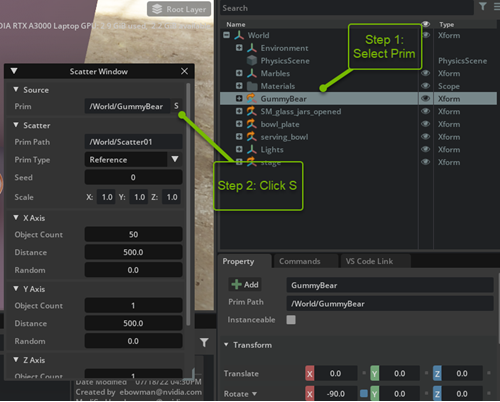 Root Layer
DIA RTX A3000 Laptop GPU
Search
Name
Type
World
Xform
Environment
Xform
PhysicsScene
PhysicsScene
Marbles
Xform
Materials
Scope
GummyBear
Xform
SM_glass_jars_opened
Xform
bowl_plate
Xform
serving_bowl
Xform
Lights
Xform
stage
Xform
Step 1:
Select Prim
Scatter Window
Source
Prim /World/GummyBear S
Scatter
Prim Path /World/Scatter01
Prim Type Reference
Seed 0
Scale X: 1.0 Y: 1.0 Z: 1.0
X Axis
Object Count 50
Distance 500.0
Random 0.0
Y Axis
Object Count 1
Distance 500.0
Random 0.0
Z Axis
Object Count 1
Step 2: Click S
Date Modified 07/18/22 04:30PM
Created by ebowman@nvidia.com
Property Commands VS Code Link
Add GummyBear
Prim Path /World/GummyBear
Instanceable
Transform
Translate X 0.0 Y 0.0 Z 0.0
Rotate X -90.0 Y 0.0 Z 0.0